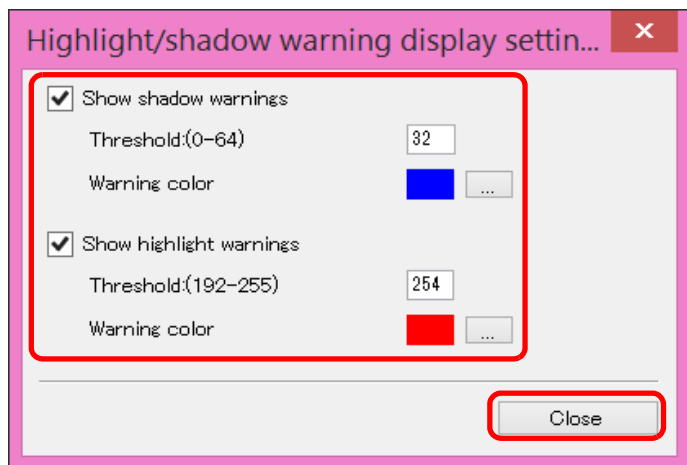 Highlight/shadow warning display settin...
Show shadow warnings
Threshold:(0-64) 32
Warning color ...
Show highlight warnings
Threshold:(192-255) 254
Warning color ...
Close